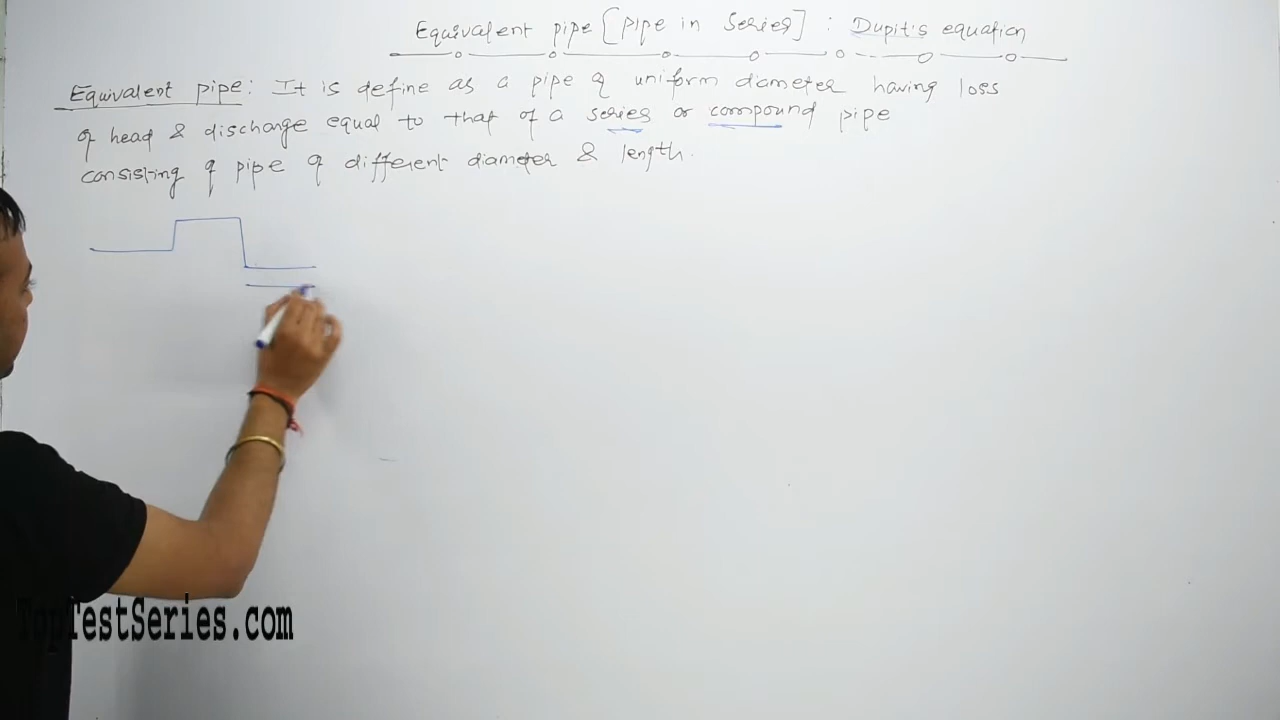 Equivalent pipe [pipe in series] : Dupit's equation
Equivalent pipe : It is define as a pipe of uniform diameter having loss
of head & discharge equal to that of a series or compound pipe
consisting of pipe of different diameter & length.
TopTestSeries.com